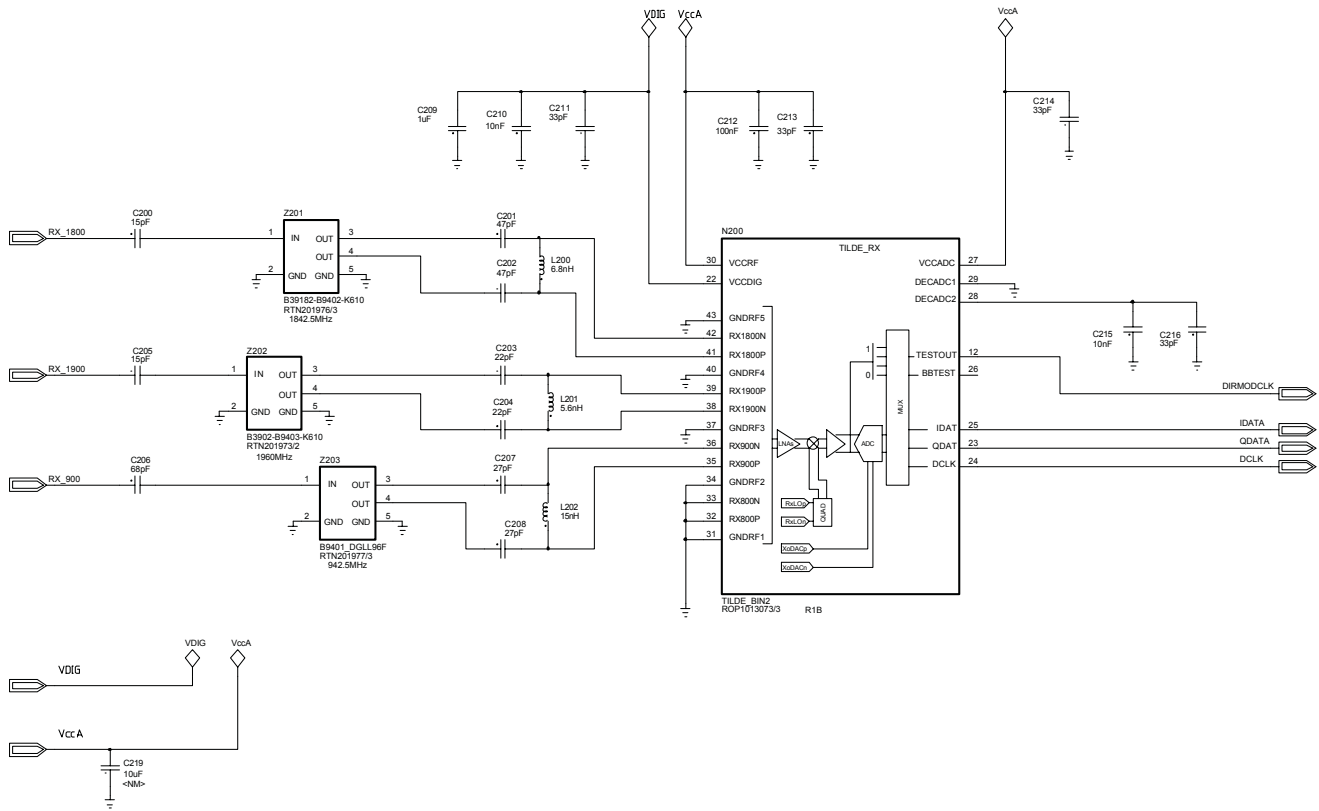 VDIG
VccA
VccA
C209
1uF
C210
10nF
C211
33pF
C212
100nF
C213
33pF
C214
33pF
RX_1800
C200
15pF
Z201
1
IN
OUT
3
OUT
4
2
GND
GND
5
B39182-B9402-K610
RTN201976/3
1842.5MHz
C201
47pF
C202
47pF
L200
6.8nH
RX_1900
C205
15pF
Z202
1
IN
OUT
3
OUT
4
2
GND
GND
5
B3902-B9403-K610
RTN201973/2
1960MHz
C203
22pF
C204
22pF
L201
5.6nH
RX_900
C206
68pF
Z203
1
IN
OUT
3
OUT
4
2
GND
GND
5
B9401_DGLL96F
RTN201977/3
942.5MHz
C207
27pF
C208
27pF
L202
15nH
N200
TILDE_RX
30
VCCRF
22
VCCDIG
43
GNDRF5
42
RX1800N
41
RX1800P
40
GNDRF4
39
RX1900P
38
RX1900N
37
GNDRF3
36
RX900N
35
RX900P
34
GNDRF2
33
RX800N
32
RX800P
31
GNDRF1
LNAs
ADC
QUAD
RxLOp
RxLOn
XoDACp
XoDACn
1
0
MUX
VCCADC
27
DECADC1
29
DECADC2
28
TESTOUT
12
BBTEST
26
IDAT
25
QDAT
23
DCLK
24
C215
10nF
C216
33pF
DIRMODCLK
IDATA
QDATA
DCLK
TILDE_BIN2
ROP1013073/3
R1B
VDIG
VccA
VDIG
VccA
C219
10uF
<NM>